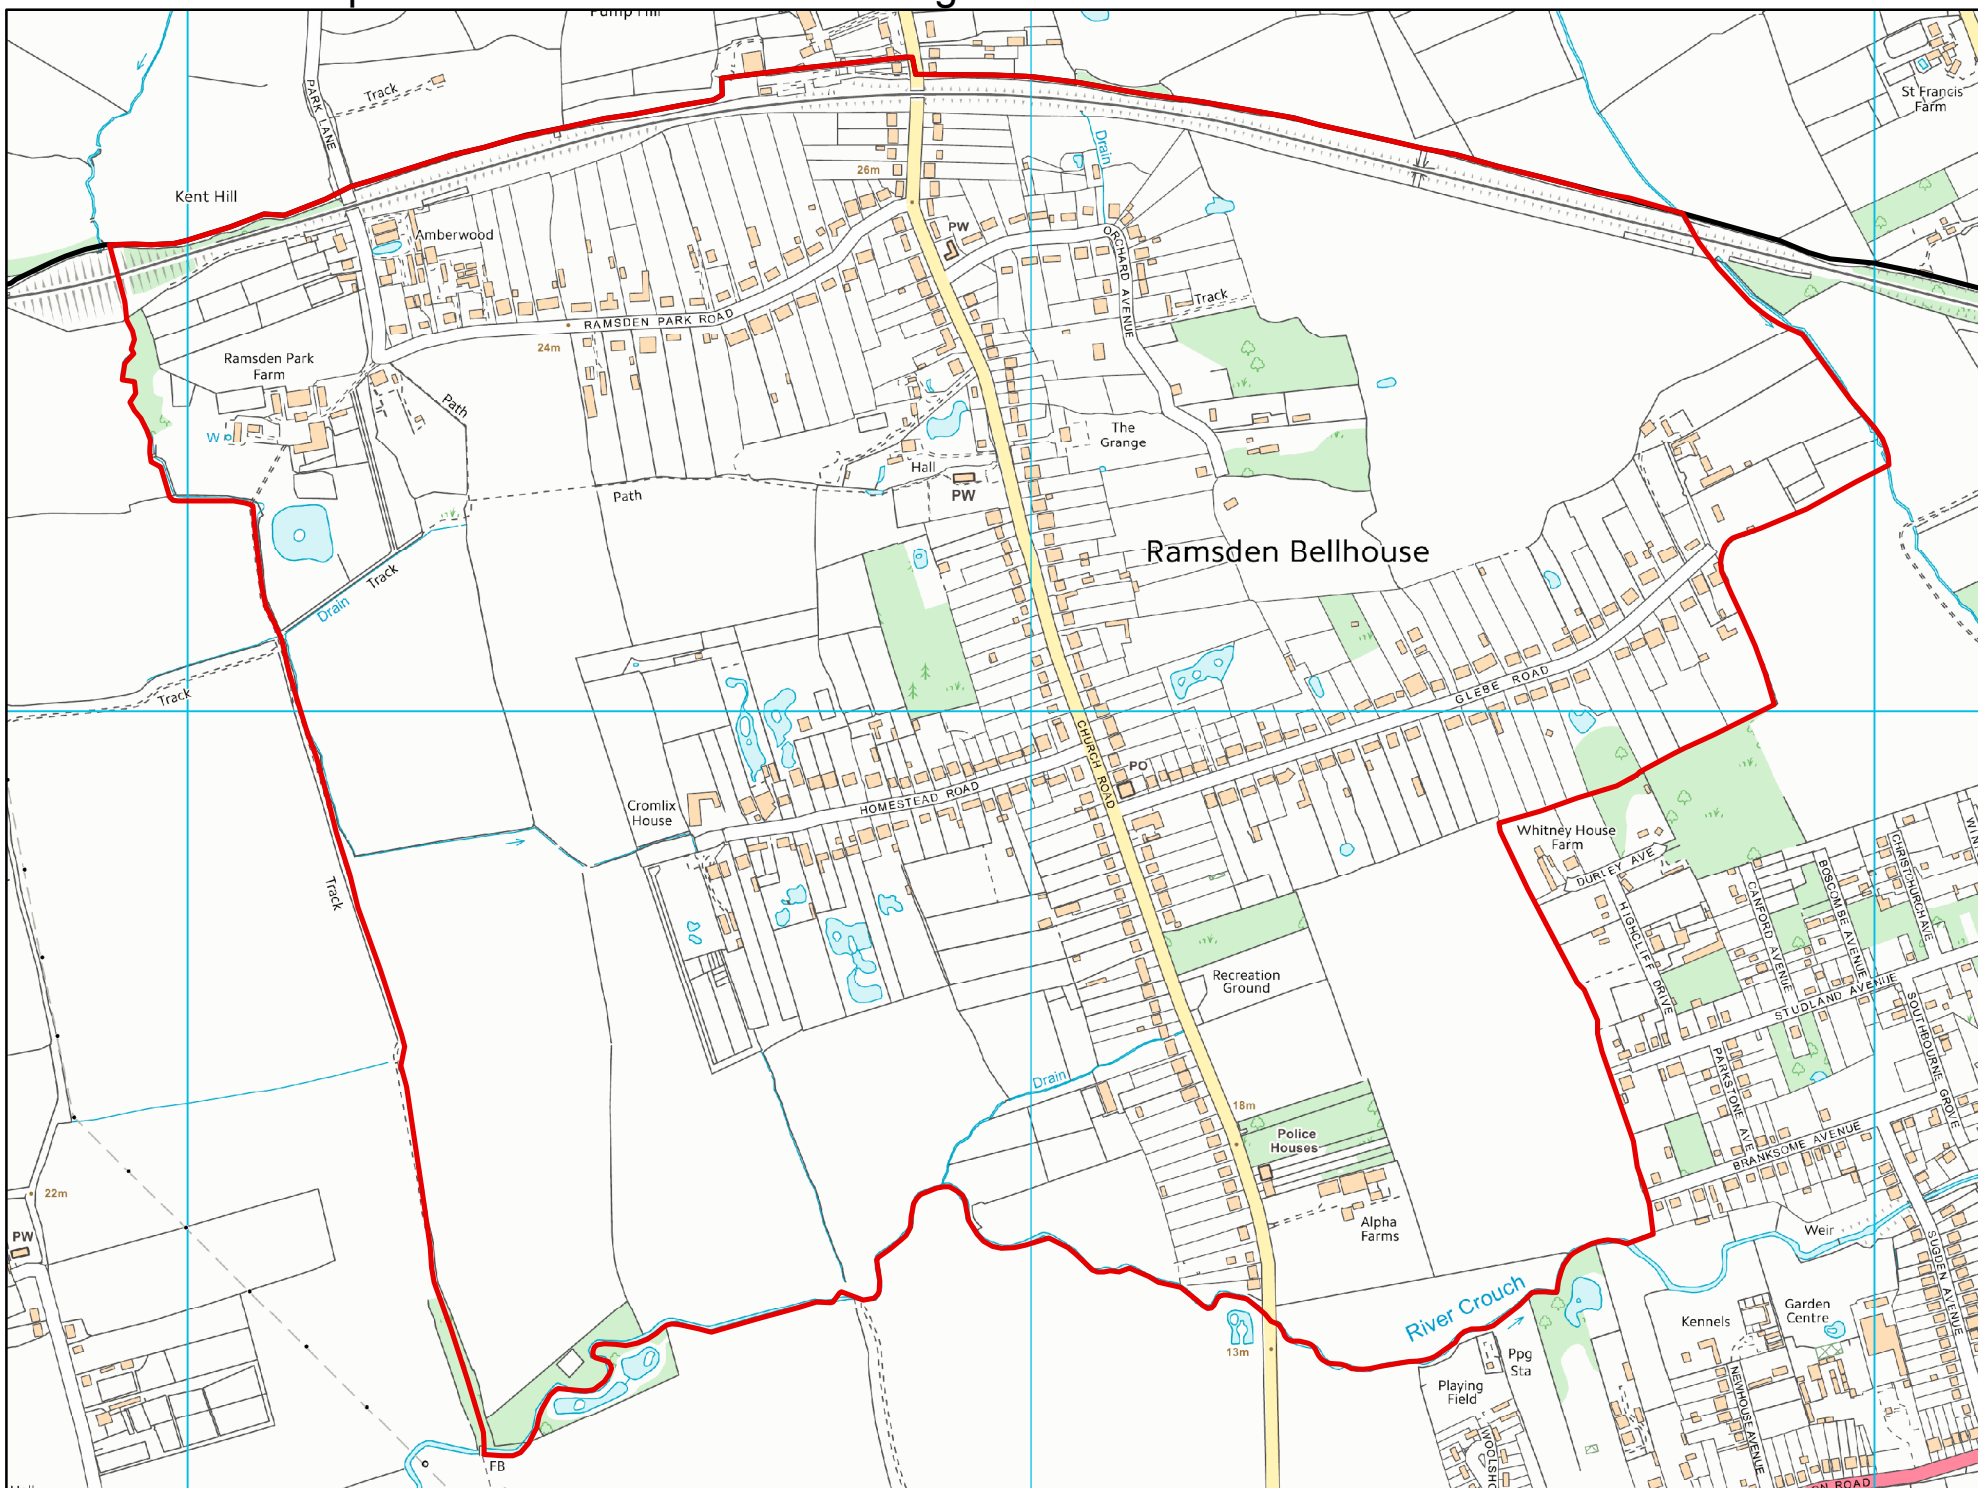 Pump Hill
PARK LANE
Track
St Francis
Farm
Drain
Kent Hill
26m
Amberwood
PW
ORCHARD AVENUE
Track
RAMSDEN PARK ROAD
24m
Ramsden Park
Farm
Path
W
The
Grange
Hall
PW
Path
Ramsden Bellhouse
Track
Drain
Track
GLEBE ROAD
CHURCH ROAD
PO
HOMESTEAD ROAD
Cromlix
House
Whitney House
Farm
DURLEY AVE
HIGHCLIFF DRIVE
CANFORD AVENUE
BOSCOMBE AVENUE
CHRISTCHURCH AVE
WIN
Track
Recreation
Ground
STUDLAND AVENUE
SOUTHBOURNE GROVE
PARKSTONE AVE
Drain
18m
Police
Houses
BRANKSOME AVENUE
22m
PW
Alpha
Farms
Weir
SUGDEN AVENUE
River Crouch
Garden
Centre
Kennels
13m
Ppg
Sta
Playing
Field
NEWHOUSE AVENUE
WOOLSHO
FB
ON ROAD